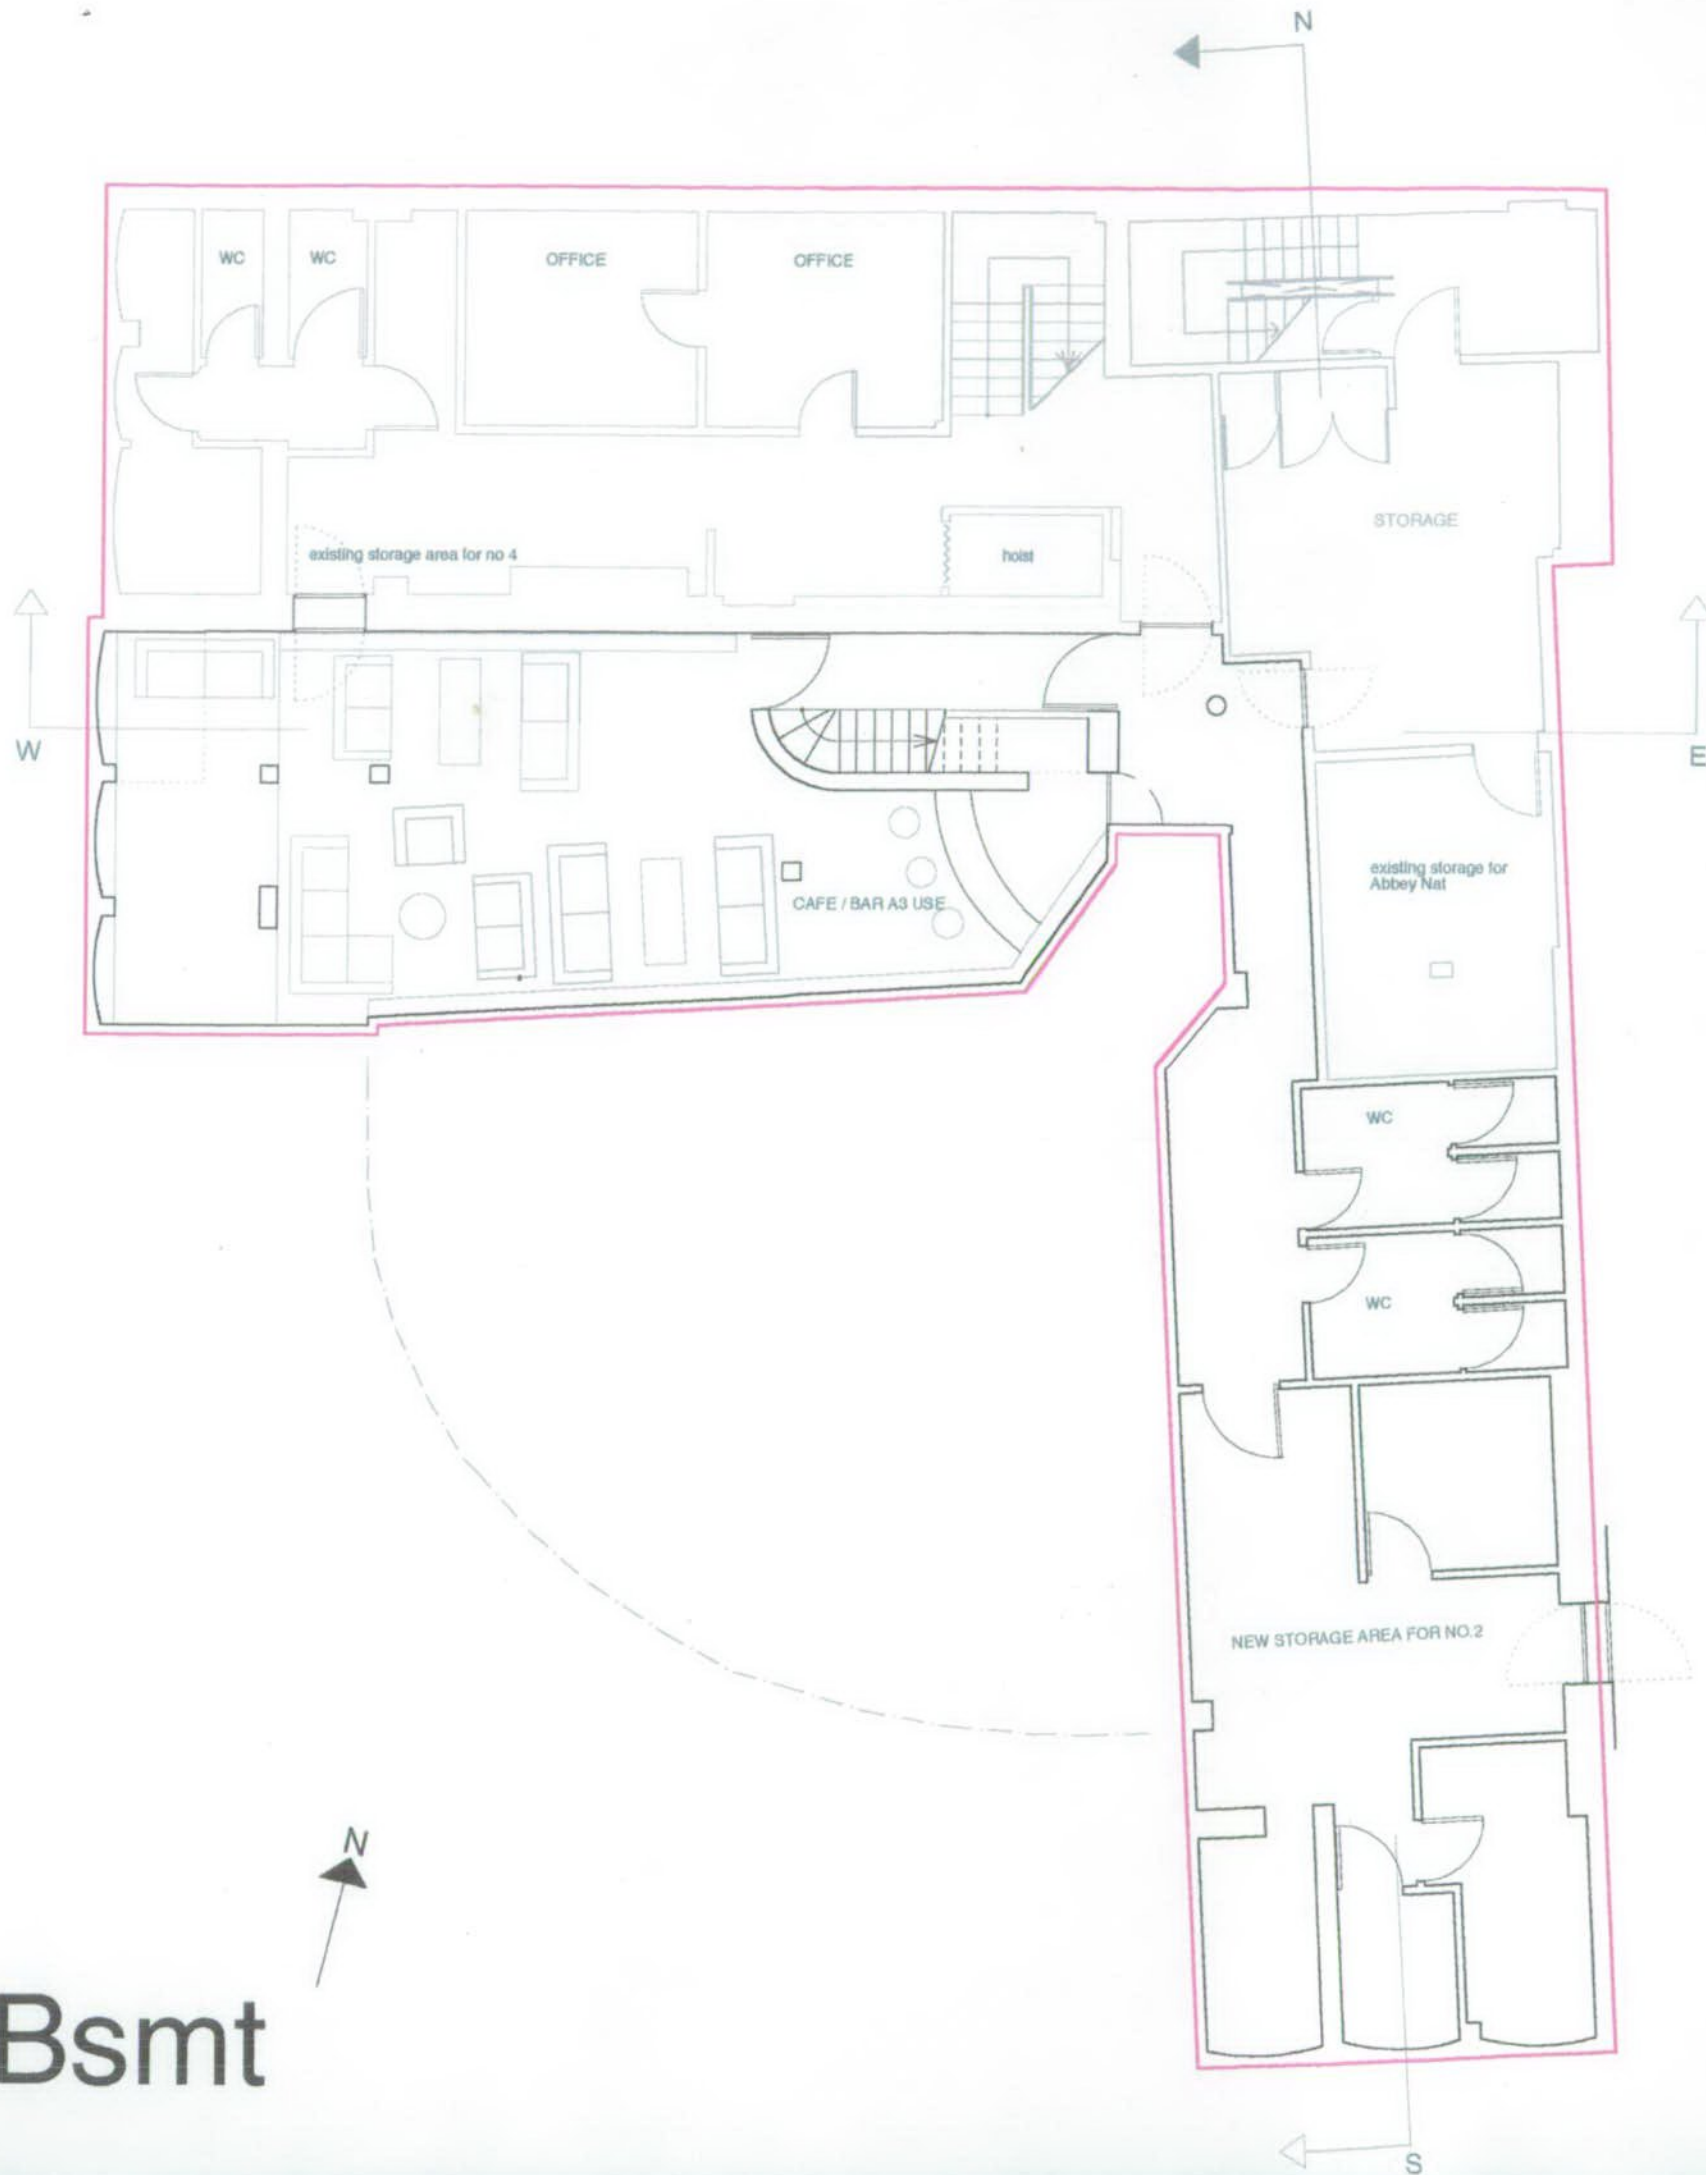 N
WC
WC
OFFICE
OFFICE
STORAGE
existing storage area for no 4
hoist
W
E
existing storage for
Abbey Nat
CAFE / BAR A3 USE
WC
WC
NEW STORAGE AREA FOR NO.2
N
Bsmt
S